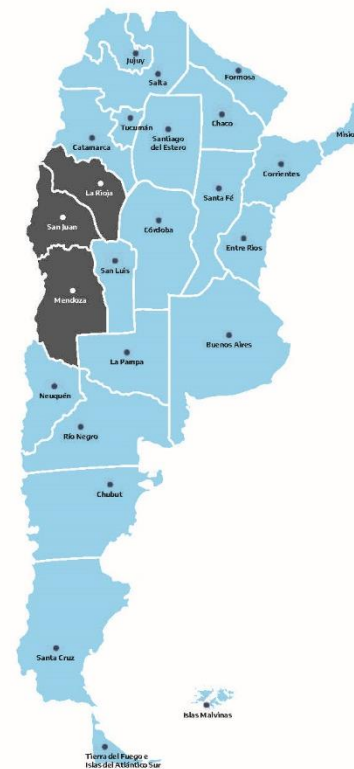 Jujuy
Salta
Formosa
Tucumán
Chaco
Catamarca
Santiago
del Estero
Corrientes
La Rioja
Santa Fé
San Juan
Córdoba
Entre Ríos
San Luis
Mendoza
Buenos Aires
La Pampa
Neuquén
Río Negro
Chubut
Santa Cruz
Islas Malvinas
Tierra del Fuego e
Islas del Atlántico Sur